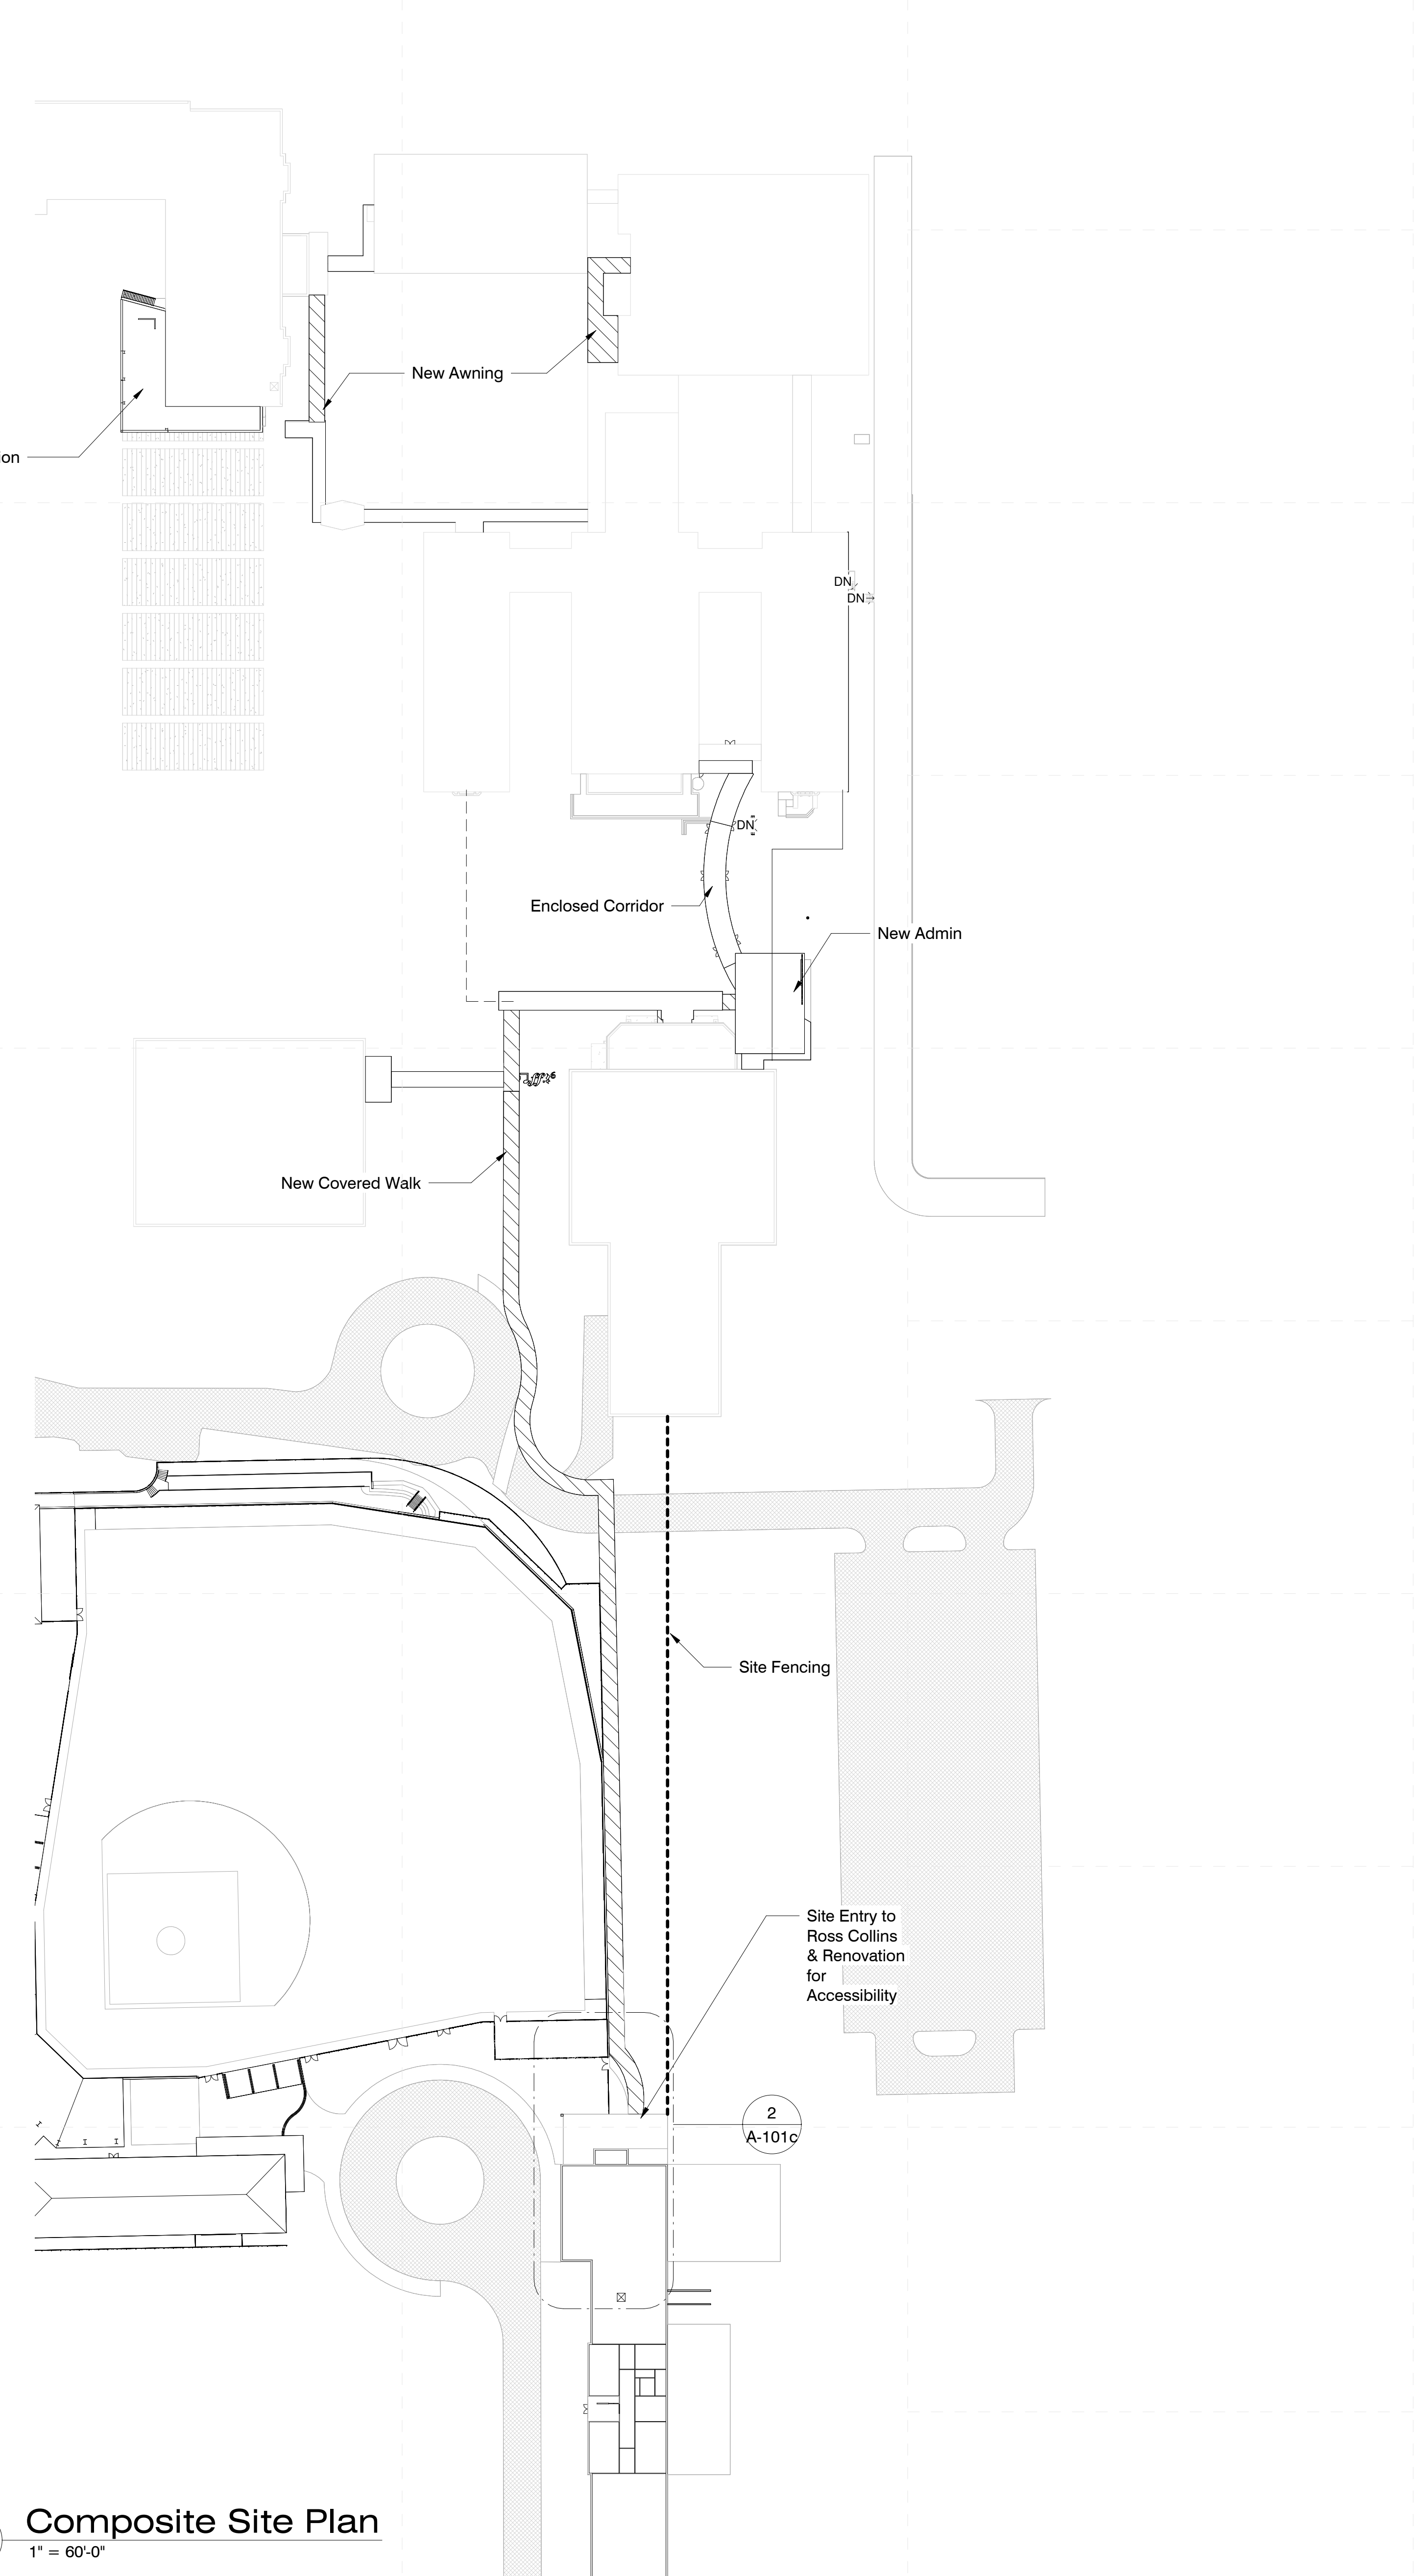 New Awning
ion
DN
DN
DN
Enclosed Corridor
New Admin
New Covered Walk
Site Fencing
Site Entry to
Ross Collins
& Renovation
for
Accessibility
2
A-101c
Composite Site Plan
1" = 60'-0"